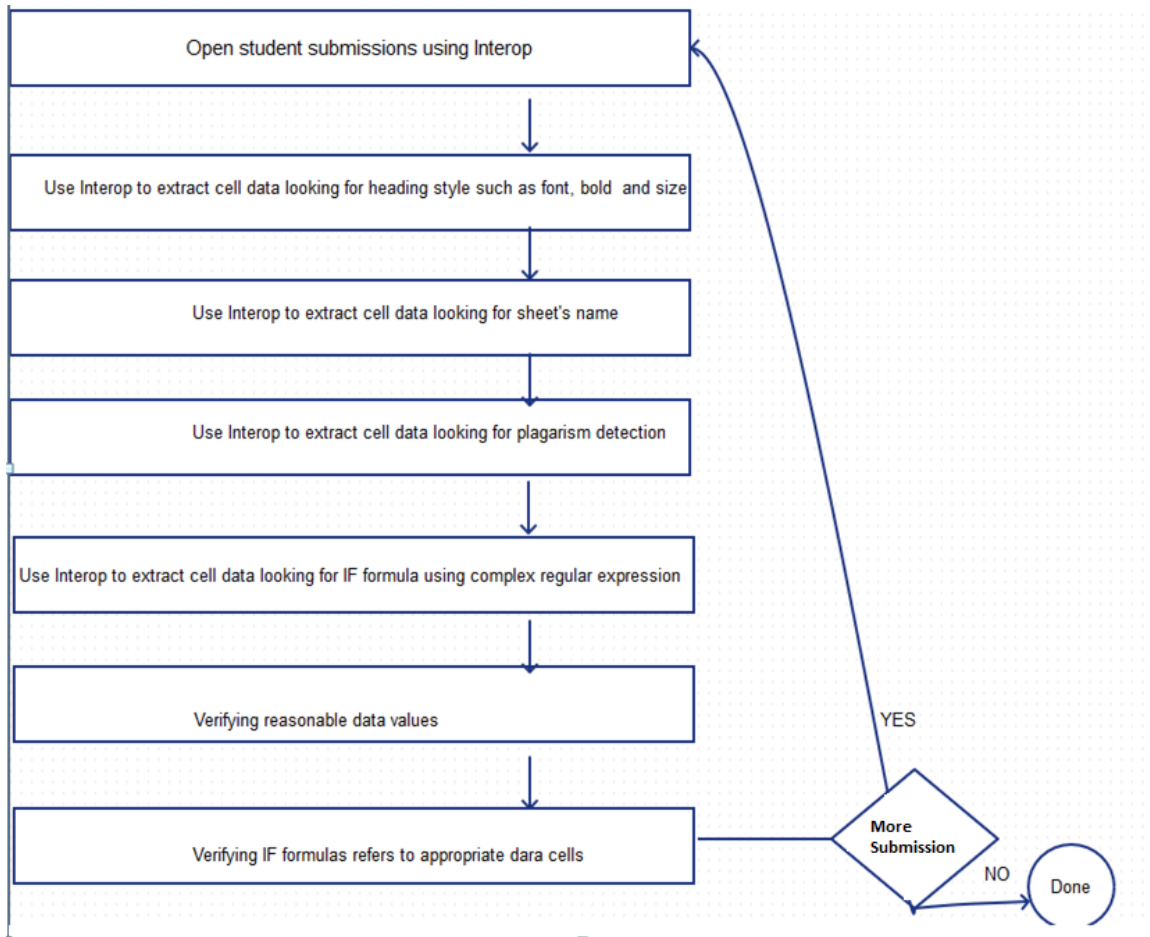 Open student submissions using Interop
Use Interop to extract cell data looking for heading style such as font, bold and size
Use Interop to extract cell data looking for sheet's name
Use Interop to extract cell data looking for plagarism detection
Use Interop to extract cell data looking for IF formula using complex regular expression
Verifying reasonable data values
YES
Verifying IF formulas refers to appropriate dara cells
More
Submission
NO
Done